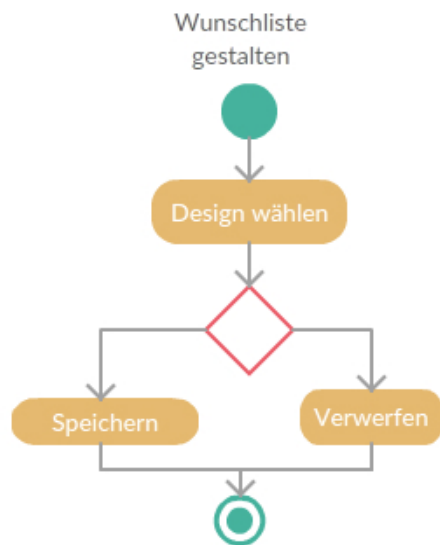 Wunschliste
gestalten
Design wählen
Speichern
Verwerfen